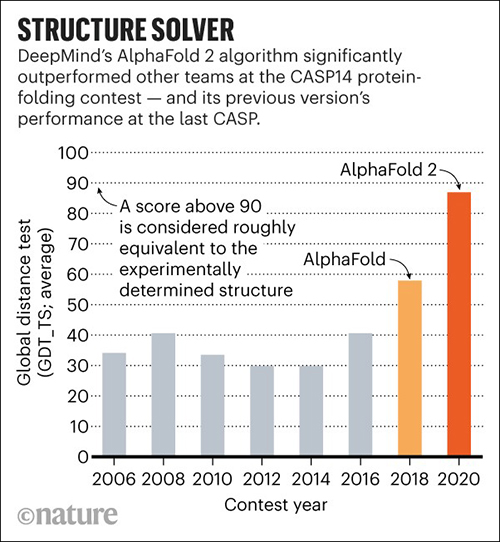 STRUCTURE SOLVER
DeepMind’s AlphaFold 2 algorithm significantly
outperformed other teams at the CASP14 protein-
folding contest — and its previous version’s
performance at the last CASP.
Global distance test
(GDT_TS; average)
100
90
80
70
60
50
40
30
20
10
0
A score above 90
is considered roughly
equivalent to the
experimentally
determined structure
AlphaFold 2
AlphaFold
2006 2008 2010 2012 2014 2016 2018 2020
Contest year
©nature